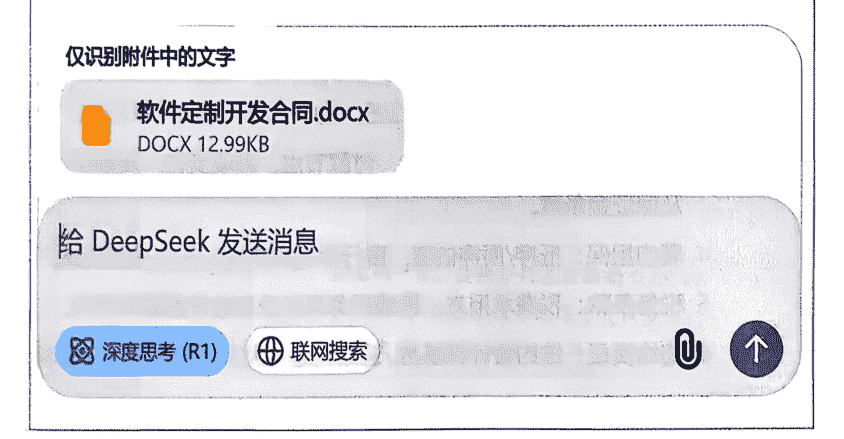 仅识别附件中的文字
软件定制开发合同.docx
DOCX 12.99KB
给 DeepSeek 发送消息
深度思考 (R1)
联网搜索